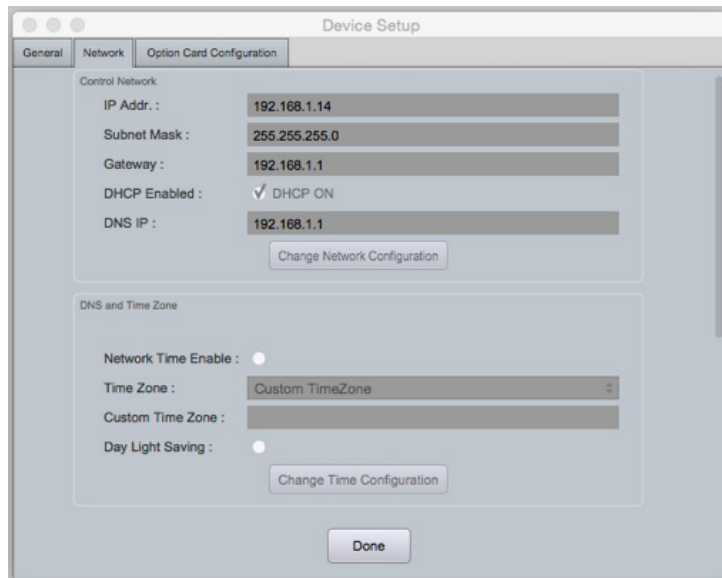 Device Setup
General Network Option Card Configuration
Control Network
IP Addr. : 192.168.1.14
Subnet Mask : 255.255.255.0
Gateway : 192.168.1.1
DHCP Enabled : DHCP ON
DNS IP : 192.168.1.1
Change Network Configuration
DNS and Time Zone
Network Time Enable :
Time Zone : Custom TimeZone
Custom Time Zone :
Day Light Saving :
Change Time Configuration
Done